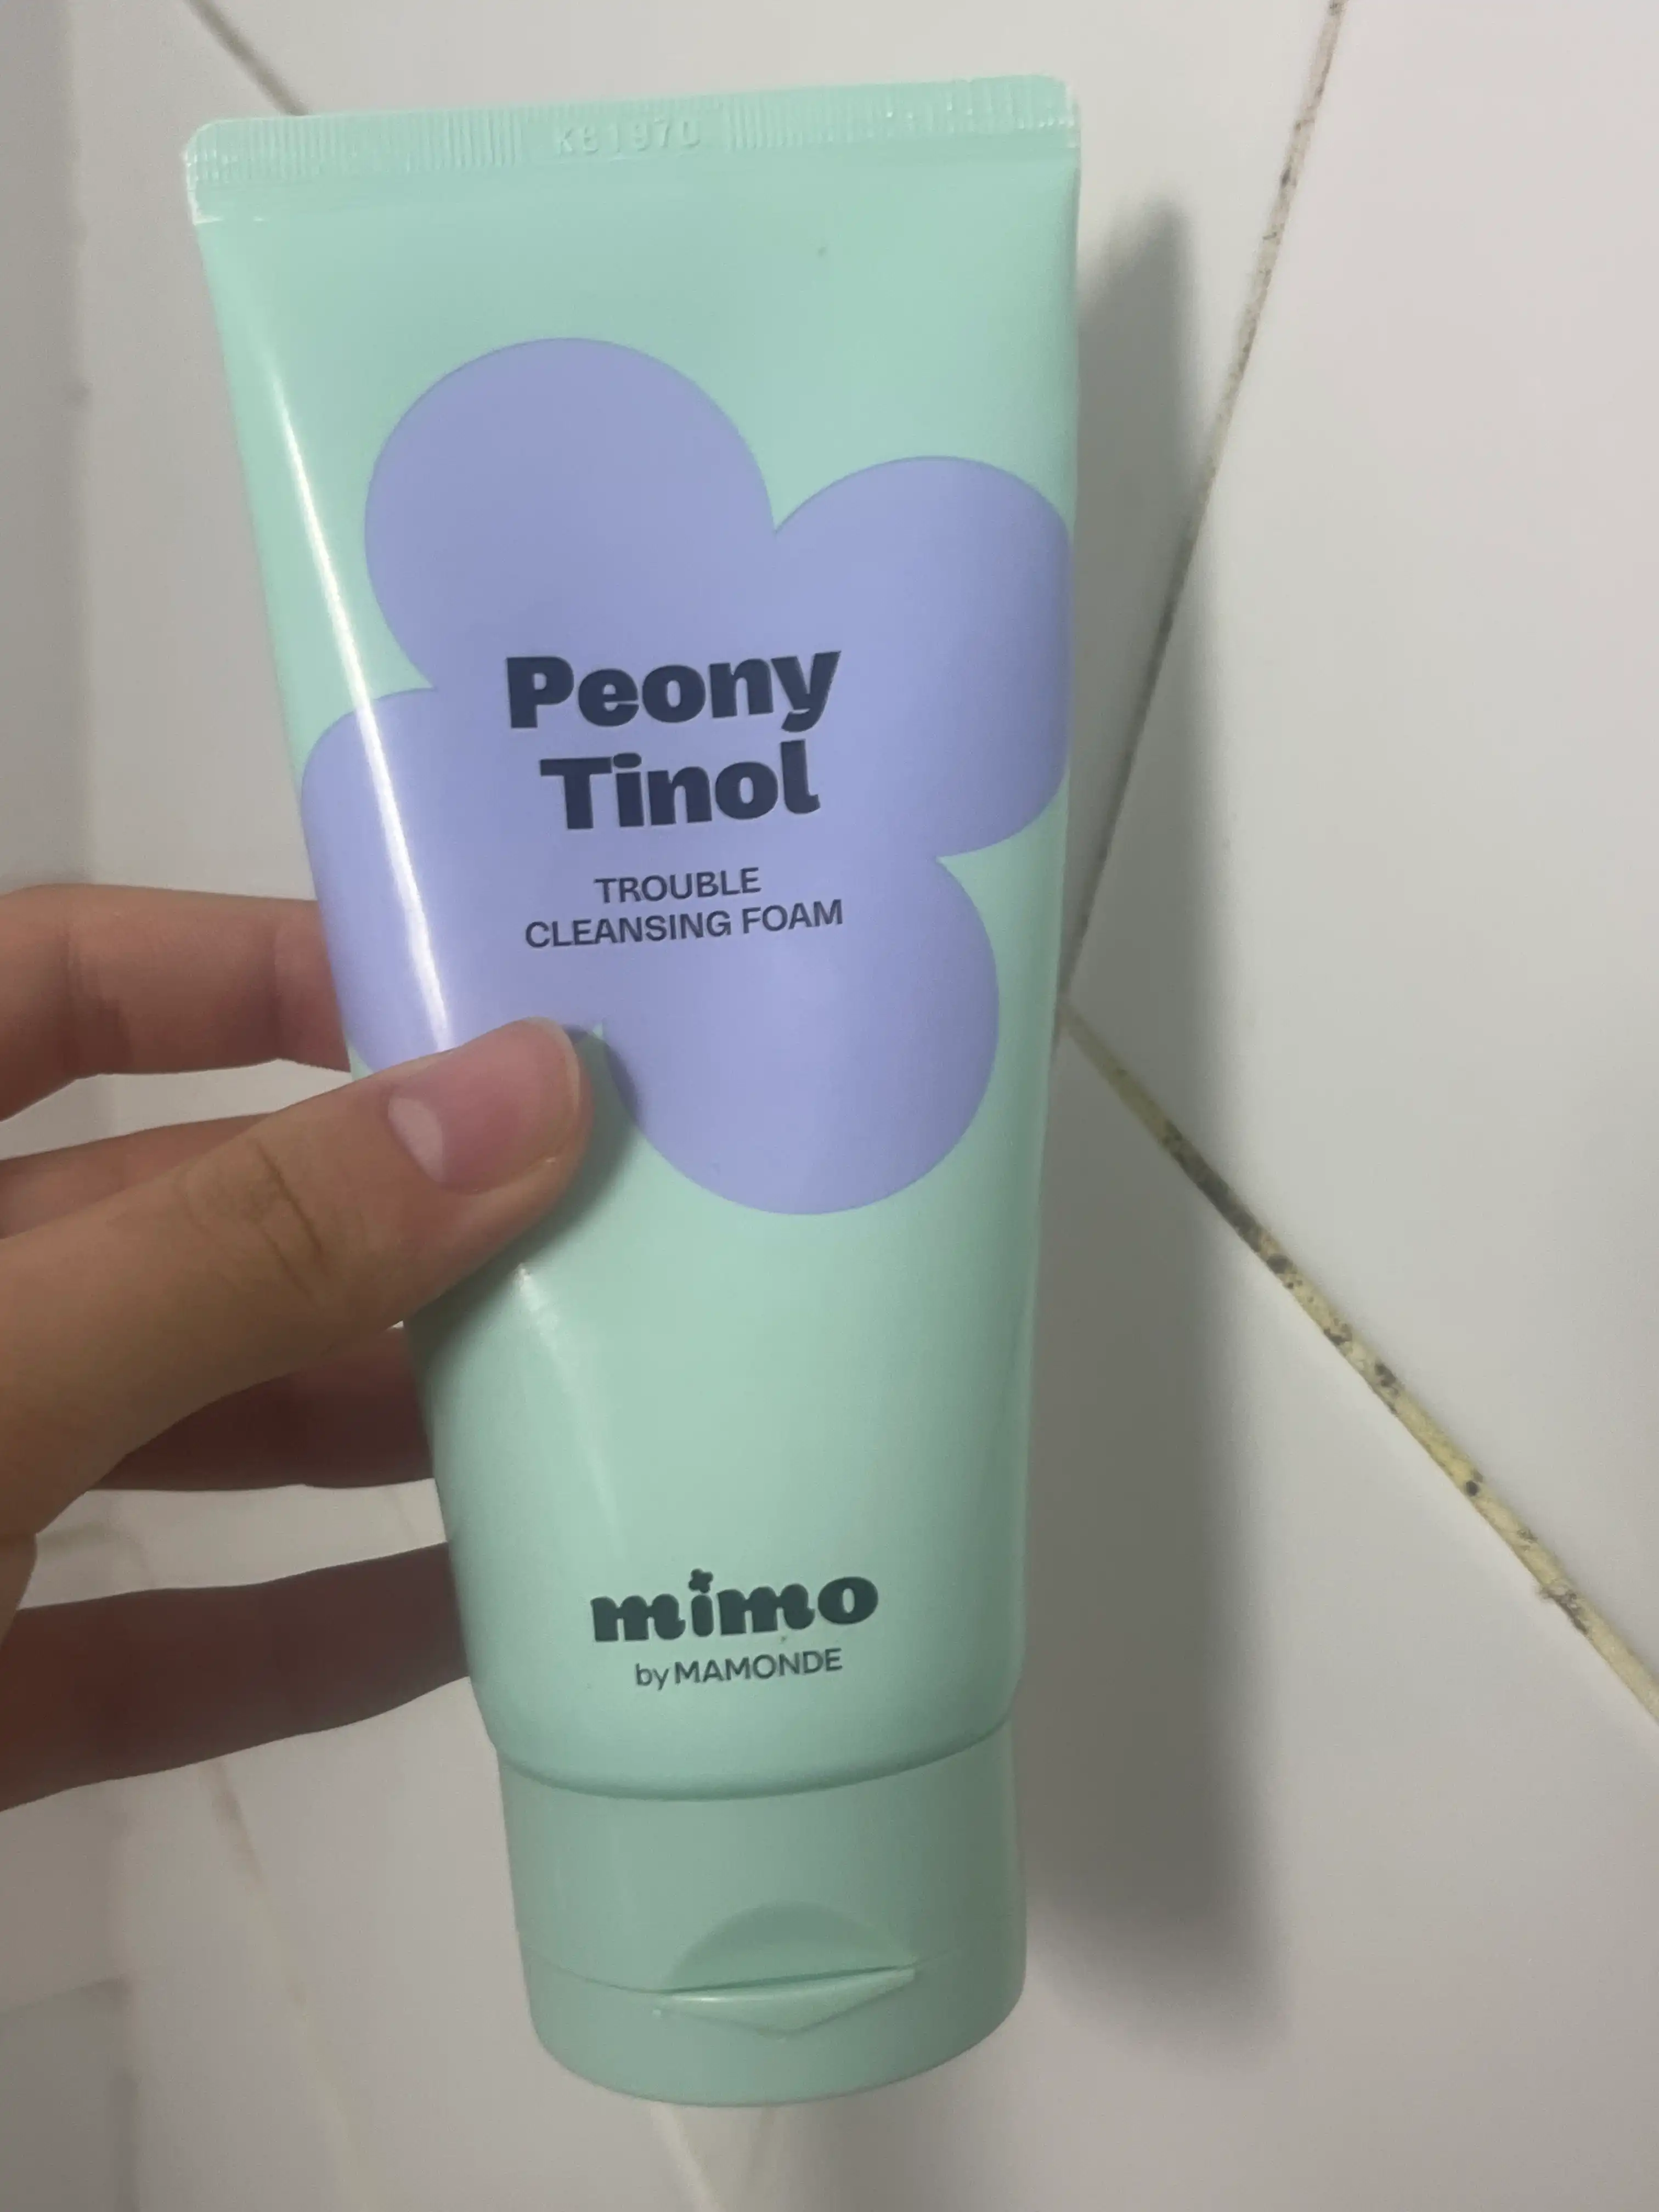 Peony
Tinol
TROUBLE
CLEANSING FOAM
mimo
by MAMONDE